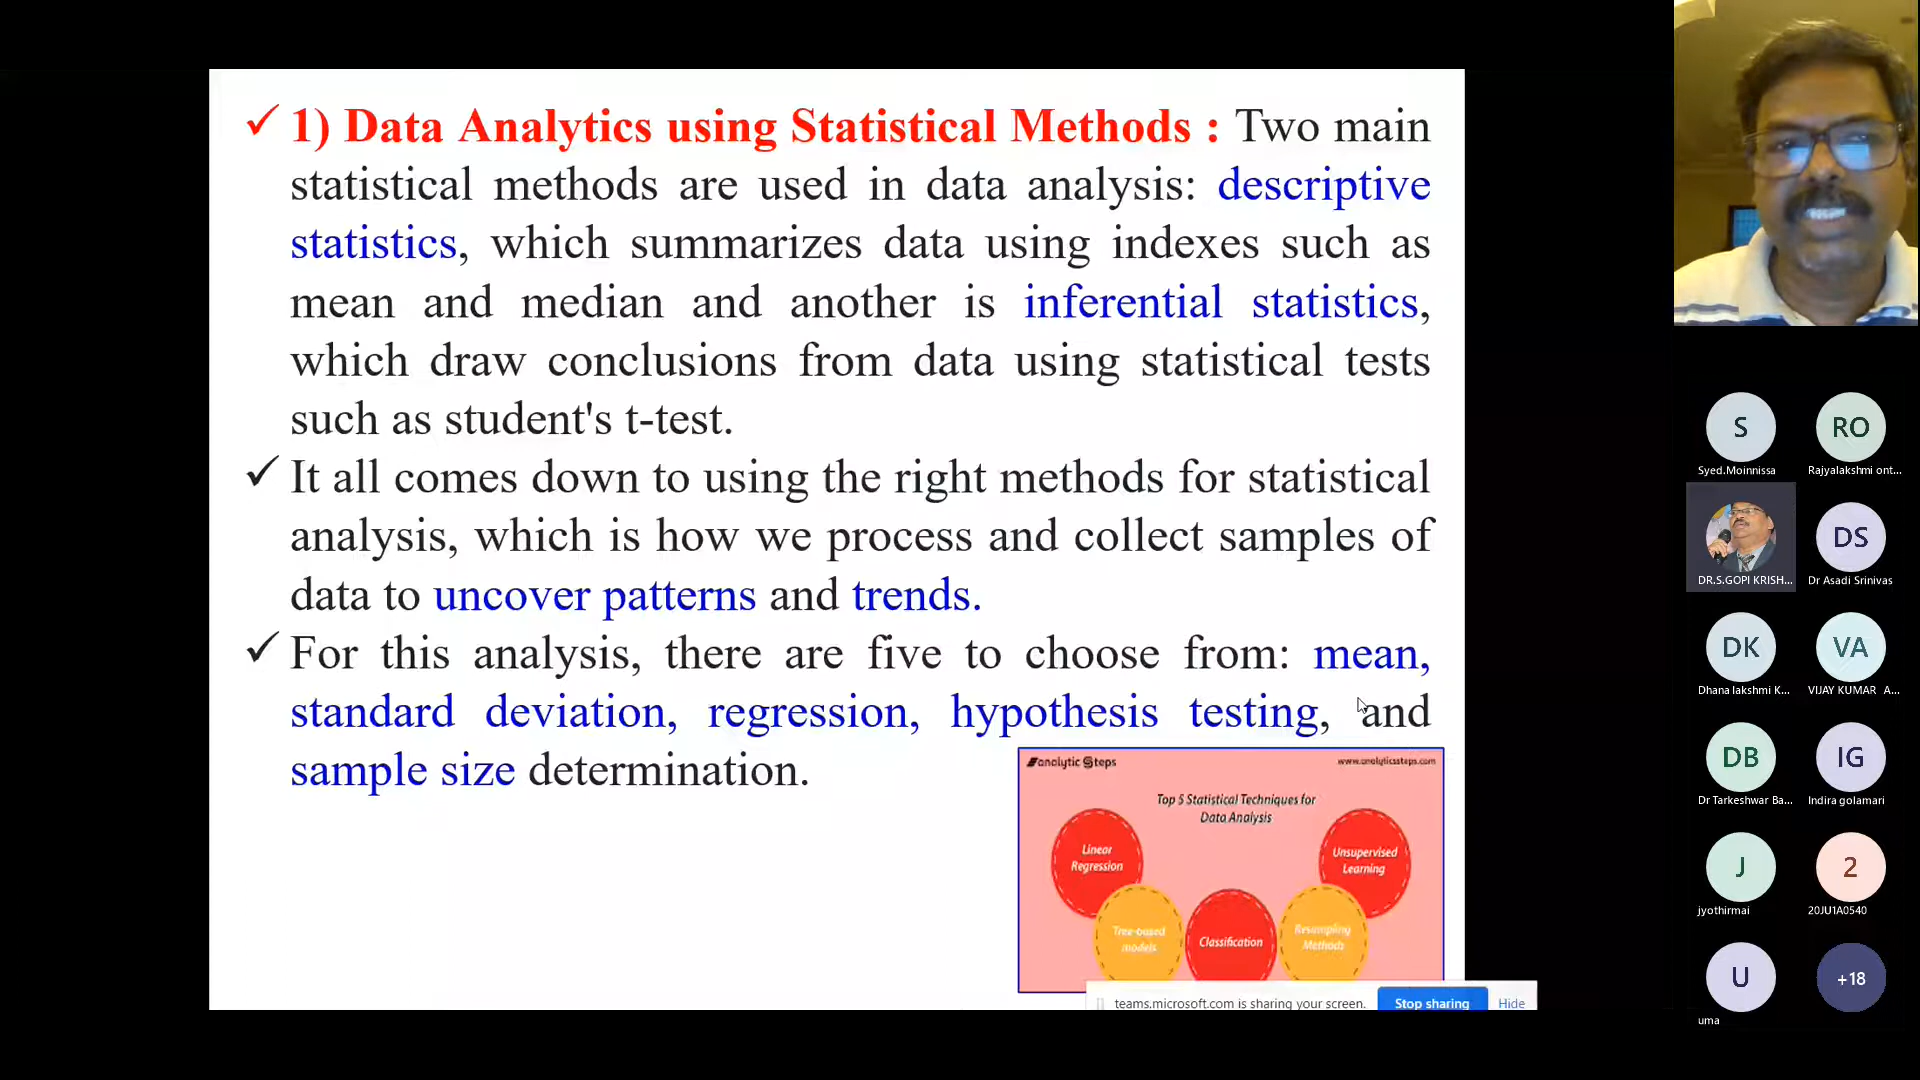 ✓ 1) Data Analytics using Statistical Methods : Two main
statistical methods are used in data analysis: descriptive
statistics, which summarizes data using indexes such as
mean and median and another is inferential statistics,
which draw conclusions from data using statistical tests
such as student's t-test.
✓ It all comes down to using the right methods for statistical
analysis, which is how we process and collect samples of
data to uncover patterns and trends.
✓ For this analysis, there are five to choose from: mean,
standard deviation, regression, hypothesis testing, and
sample size determination.
analytic steps
www.analyticssteps.com
Top 5 Statistical Techniques for
Data Analysis
Linear
Regression
Unsupervised
Learning
Tree-based
models
Classification
Resampling
Methods
teams.microsoft.com is sharing your screen.
Stop sharing
Hide
S
RO
Syed.Moinnissa
Rajyalakshmi ont...
DS
DR.S.GOPI KRISH...
Dr Asadi Srinivas
DK
VA
Dhana lakshmi K...
VIJAY KUMAR A...
DB
IG
Dr Tarkeshwar Ba...
Indira golamari
J
2
jyothirmai
20JU1A0540
U
+18
uma